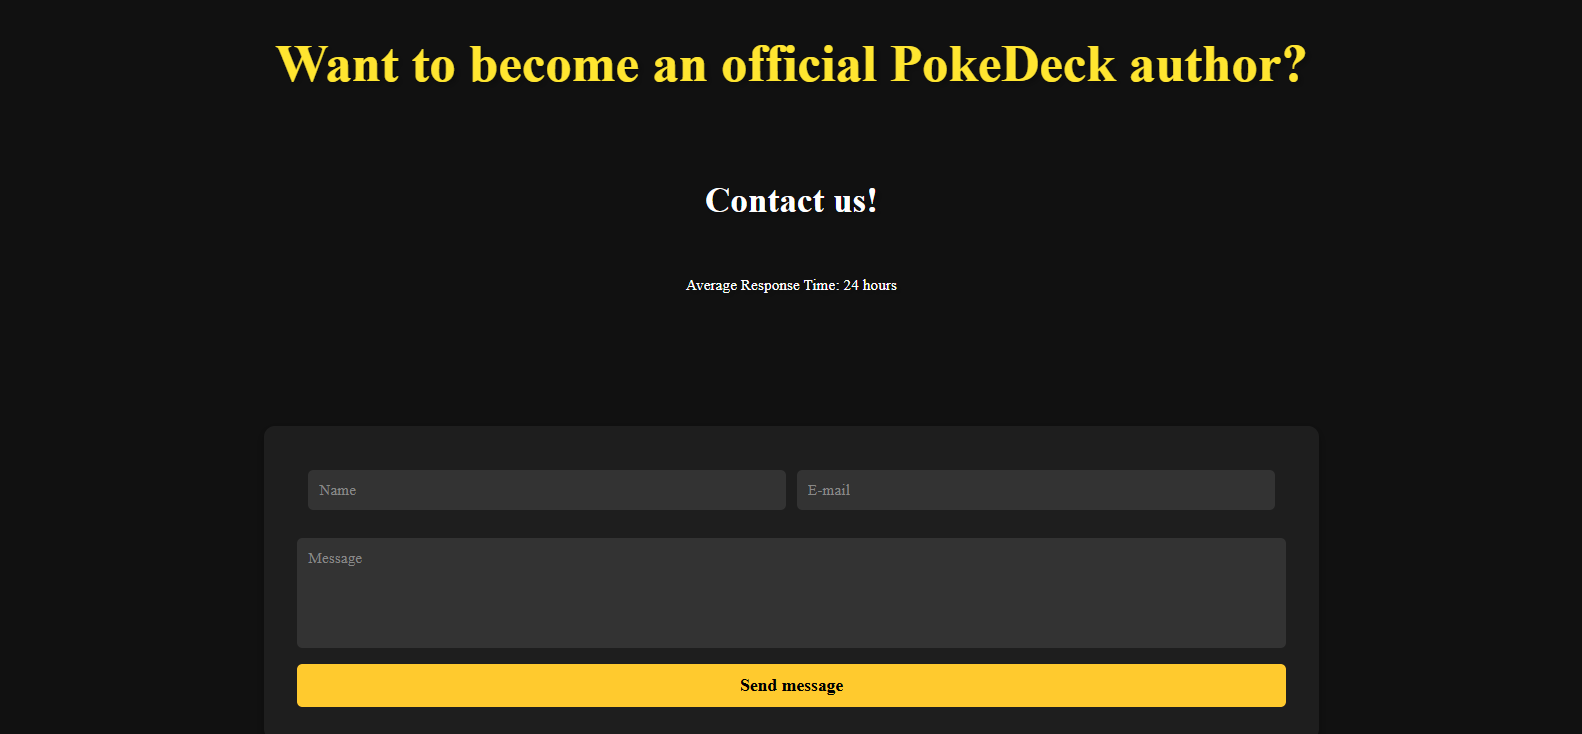 Want to become an official PokeDeck author?
Contact us!
Average Response Time: 24 hours
Name
E-mail
Message
Send message